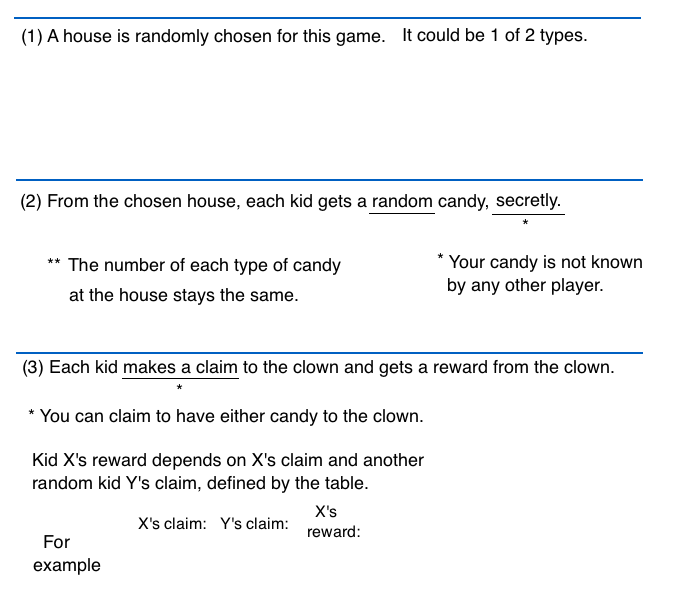 (1) A house is randomly chosen for this game. It could be 1 of 2 types.
(2) From the chosen house, each kid gets a random candy, secretly.
*
** The number of each type of candy
at the house stays the same.
* Your candy is not known
by any other player.
(3) Each kid makes a claim to the clown and gets a reward from the clown.
*
* You can claim to have either candy to the clown.
Kid X's reward depends on X's claim and another
random kid Y's claim, defined by the table.
X's claim: Y's claim: X's
reward:
For
example